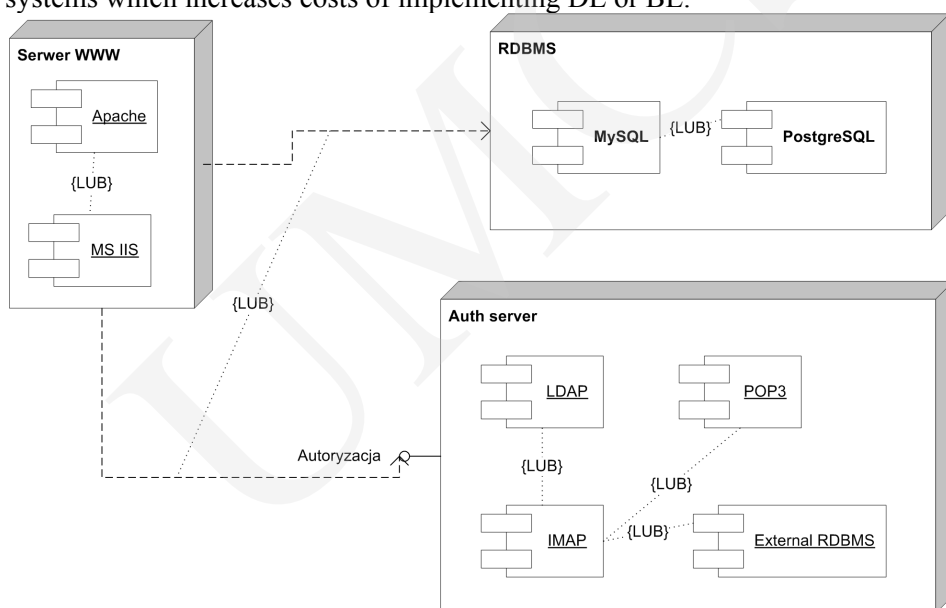 systems which increases costs of implementing DL or BL.
Serwer WWW
Apache
{LUB}
MS IIS
RDBMS
MySQL
{LUB}
PostgreSQL
{LUB}
Auth server
LDAP
POP3
Autoryzacja
{LUB}
{LUB}
IMAP
{LUB}
External RDBMS
UMCS